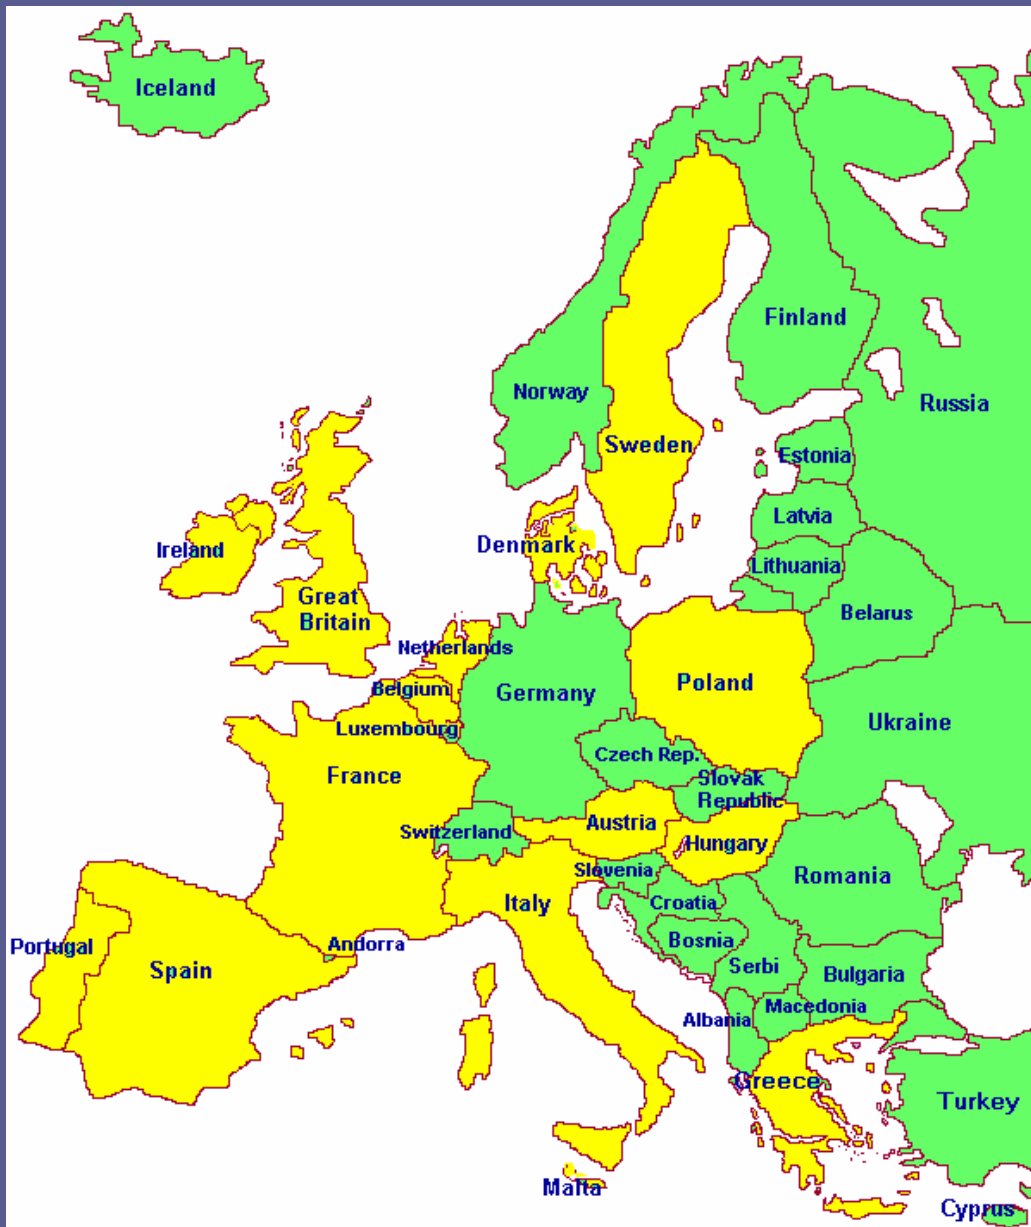 Iceland
Finland
Norway
Russia
Sweden
Estonia
Latvia
Denmark
Ireland
Lithuania
Great
Britain
Belarus
Netherlands
Belgium
Germany
Poland
Luxembourg
Ukraine
France
Czech Rep.
Slovak
Republic
Switzerland
Austria
Hungary
Slovenia
Romania
Italy
Croatia
Portugal
Andorra
Bosnia
Spain
Serbi
Bulgaria
Macedonia
Albania
Greece
Turkey
Malta
Cyprus